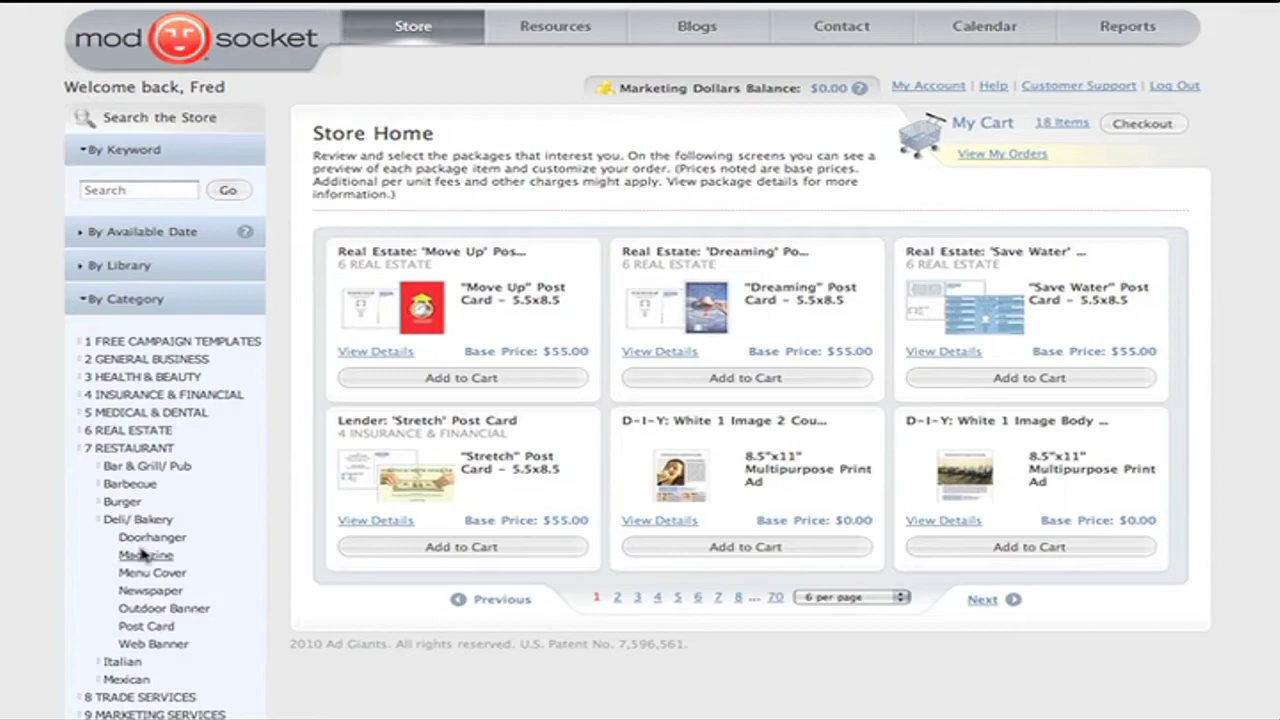 mod socket
Store
Resources
Blogs
Contact
Calendar
Reports
Welcome back, Fred
Marketing Dollars Balance: $0.00 ?
My Account | Help | Customer Support | Log Out
Search the Store
By Keyword
Search
Go
By Available Date ?
By Library
By Category
1 FREE CAMPAIGN TEMPLATES
2 GENERAL BUSINESS
3 HEALTH & BEAUTY
4 INSURANCE & FINANCIAL
5 MEDICAL & DENTAL
6 REAL ESTATE
7 RESTAURANT
Bar & Grill/ Pub
Barbecue
Burger
Deli/ Bakery
Doorhanger
Magazine
Menu Cover
Newspaper
Outdoor Banner
Post Card
Web Banner
Italian
Mexican
8 TRADE SERVICES
9 MARKETING SERVICES
Store Home
Review and select the packages that interest you. On the following screens you can see a
preview of each package item and customize your order. (Prices noted are base prices.
Additional per unit fees and other charges might apply. View package details for more
information.)
My Cart
18 Items
Checkout
View My Orders
Real Estate: 'Move Up' Pos...
6 REAL ESTATE
"Move Up" Post
Card - 5.5x8.5
View Details
Base Price: $55.00
Add to Cart
Real Estate: 'Dreaming' Po...
6 REAL ESTATE
"Dreaming" Post
Card - 5.5x8.5
View Details
Base Price: $55.00
Add to Cart
Real Estate: 'Save Water' ...
6 REAL ESTATE
"Save Water" Post
Card - 5.5x8.5
View Details
Base Price: $55.00
Add to Cart
Lender: 'Stretch' Post Card
4 INSURANCE & FINANCIAL
"Stretch" Post
Card - 5.5x8.5
View Details
Base Price: $55.00
Add to Cart
D-I-Y: White 1 Image 2 Cou...
8.5"x11"
Multipurpose Print
Ad
View Details
Base Price: $0.00
Add to Cart
D-I-Y: White 1 Image Body ...
8.5"x11"
Multipurpose Print
Ad
View Details
Base Price: $0.00
Add to Cart
Previous
1 2 3 4 5 6 7 8 ... 70
6 per page
Next
2010 Ad Giants. All rights reserved. U.S. Patent No. 7,596,561.